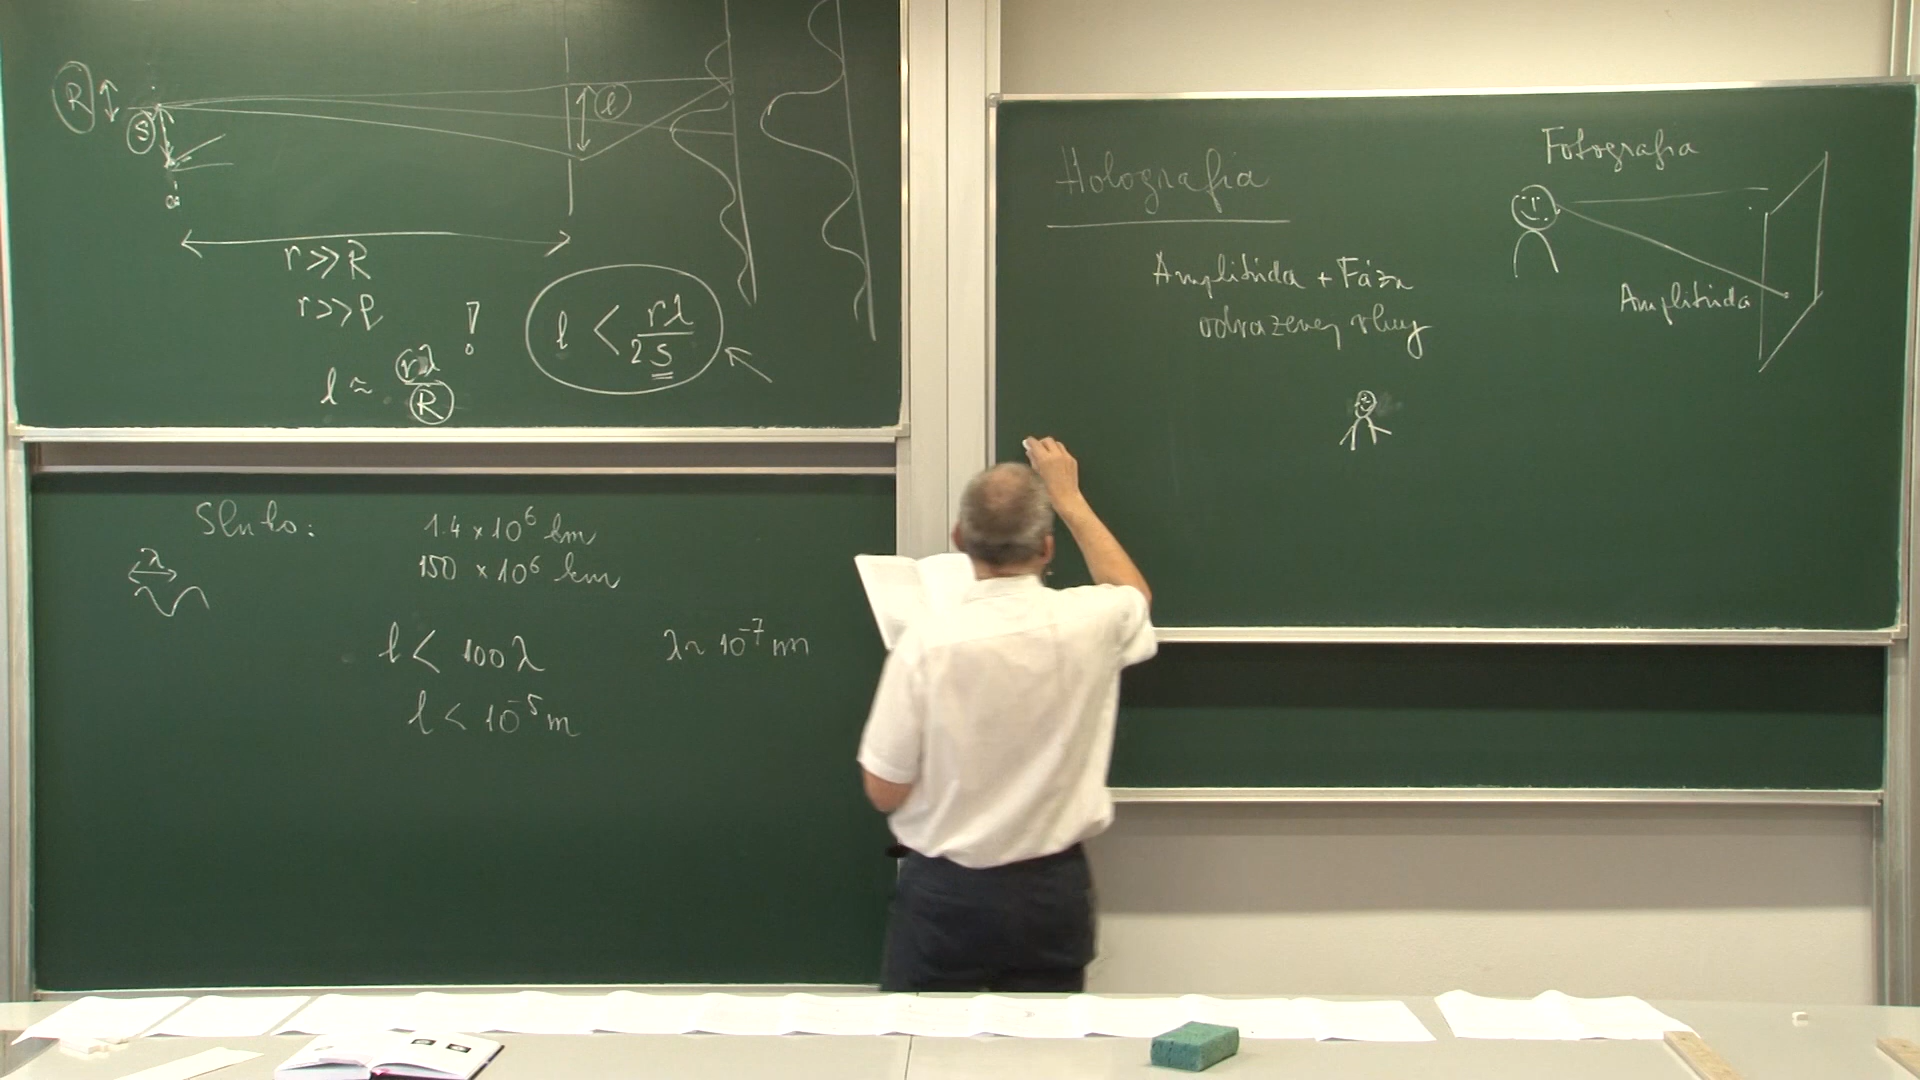 R
S
l
r >> R
r >> l
l ≈ rλ / R !
l < rλ / 2S
Slnko:
1.4 × 10⁶ km
150 × 10⁶ km
λ
l < 100 λ
λ ~ 10⁻⁷ m
l < 10⁻⁵ m
Holografia
Amplitúda + Fáza
odrazenej vlny
Fotografia
Amplitúda